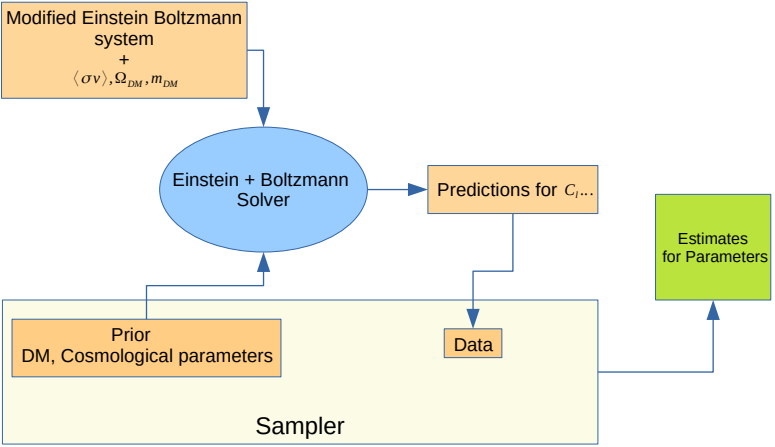 Modified Einstein Boltzmann
system
+
⟨σv⟩, Ω_DM, m_DM
Einstein + Boltzmann
Solver
Predictions for C_l...
Estimates
for Parameters
Prior
DM, Cosmological parameters
Data
Sampler